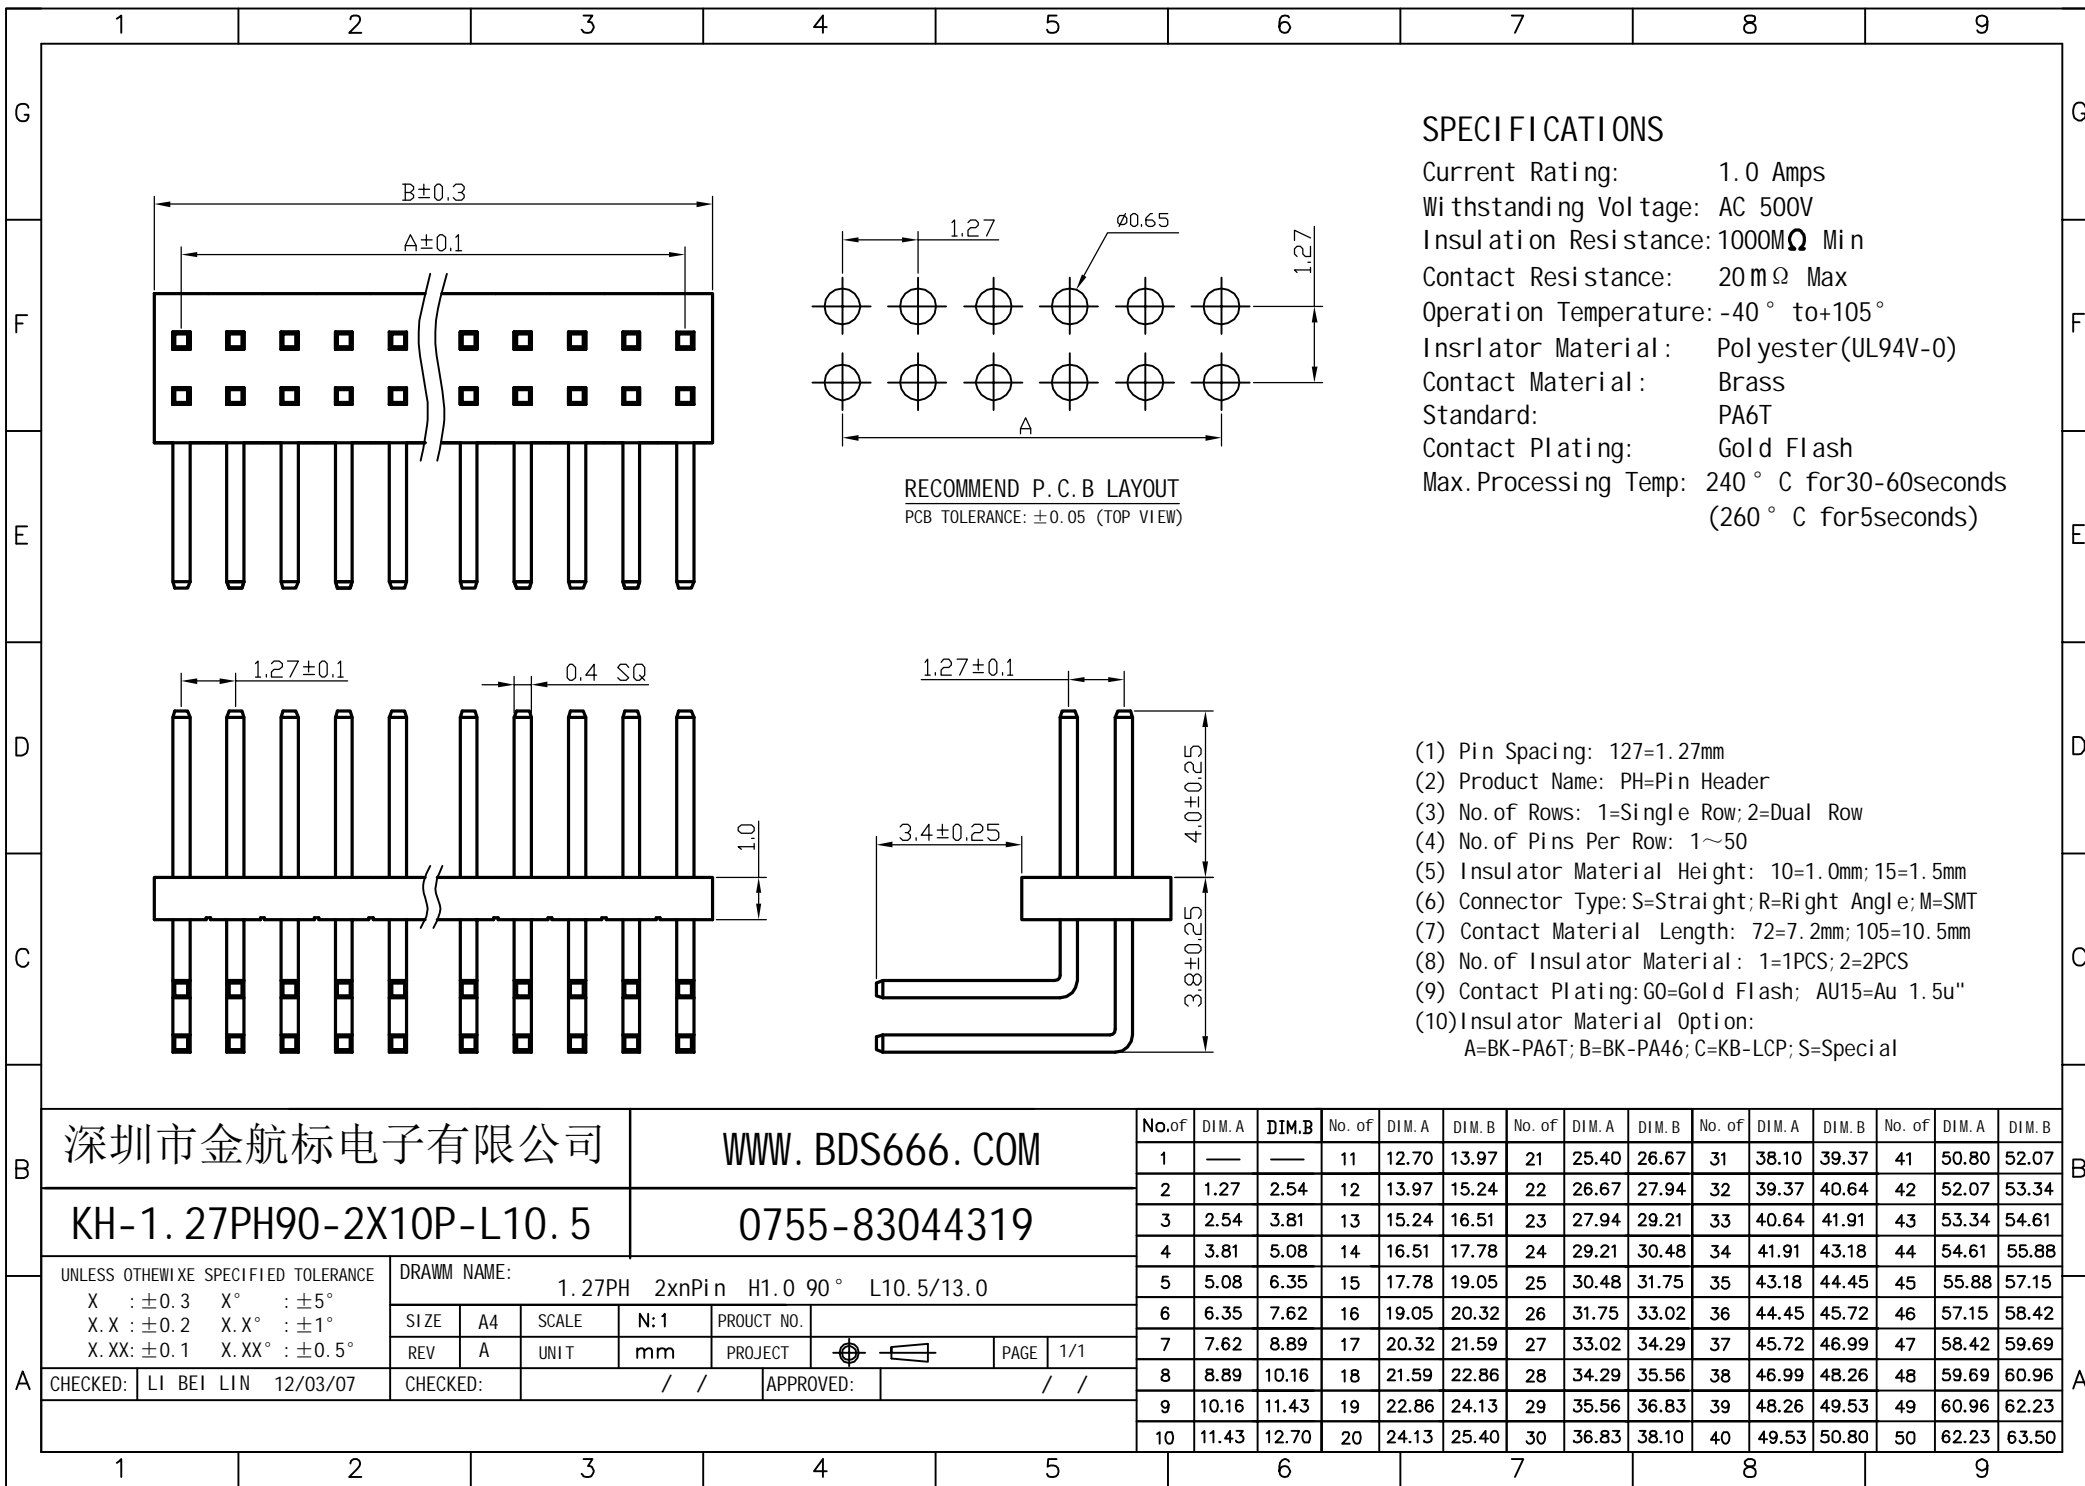 1 2 3 4 5 6 7 8 9
G G
F F
E E
D D
C C
B B
A A
B±0.3
A±0.1
1.27
ø0.65
1.27
A
RECOMMEND P.C.B LAYOUT
PCB TOLERANCE: ±0.05 (TOP VIEW)
SPECIFICATIONS
Current Rating: 1.0 Amps
Withstanding Voltage: AC 500V
Insulation Resistance: 1000MΩ Min
Contact Resistance: 20mΩ Max
Operation Temperature: -40° to+105°
Insrlator Material: Polyester(UL94V-0)
Contact Material: Brass
Standard: PA6T
Contact Plating: Gold Flash
Max.Processing Temp: 240°C for30-60seconds
(260°C for5seconds)
1.27±0.1
0.4 SQ
1.0
1.27±0.1
3.4±0.25
4.0±0.25
3.8±0.25
(1) Pin Spacing: 127=1.27mm
(2) Product Name: PH=Pin Header
(3) No.of Rows: 1=Single Row;2=Dual Row
(4) No.of Pins Per Row: 1~50
(5) Insulator Material Height: 10=1.0mm;15=1.5mm
(6) Connector Type:S=Straight;R=Right Angle;M=SMT
(7) Contact Material Length: 72=7.2mm;105=10.5mm
(8) No.of Insulator Material: 1=1PCS;2=2PCS
(9) Contact Plating:G0=Gold Flash; AU15=Au 1.5u"
(10)Insulator Material Option:
A=BK-PA6T;B=BK-PA46;C=KB-LCP;S=Special
深圳市金航标电子有限公司
WWW.BDS666.COM
KH-1.27PH90-2X10P-L10.5
0755-83044319
UNLESS OTHEWIXE SPECIFIED TOLERANCE
X :±0.3 X° :±5°
X.X :±0.2 X.X° :±1°
X.XX:±0.1 X.XX° :±0.5°
DRAWM NAME: 1.27PH 2xnPin H1.0 90° L10.5/13.0
SIZE A4 SCALE N:1 PROUCT NO.
REV A UNIT mm PROJECT PAGE 1/1
CHECKED: LI BEI LIN 12/03/07 CHECKED: / / APPROVED: / /
No.of DIM.A DIM.B No.of DIM.A DIM.B No.of DIM.A DIM.B No.of DIM.A DIM.B No.of DIM.A DIM.B
1 — — 11 12.70 13.97 21 25.40 26.67 31 38.10 39.37 41 50.80 52.07
2 1.27 2.54 12 13.97 15.24 22 26.67 27.94 32 39.37 40.64 42 52.07 53.34
3 2.54 3.81 13 15.24 16.51 23 27.94 29.21 33 40.64 41.91 43 53.34 54.61
4 3.81 5.08 14 16.51 17.78 24 29.21 30.48 34 41.91 43.18 44 54.61 55.88
5 5.08 6.35 15 17.78 19.05 25 30.48 31.75 35 43.18 44.45 45 55.88 57.15
6 6.35 7.62 16 19.05 20.32 26 31.75 33.02 36 44.45 45.72 46 57.15 58.42
7 7.62 8.89 17 20.32 21.59 27 33.02 34.29 37 45.72 46.99 47 58.42 59.69
8 8.89 10.16 18 21.59 22.86 28 34.29 35.56 38 46.99 48.26 48 59.69 60.96
9 10.16 11.43 19 22.86 24.13 29 35.56 36.83 39 48.26 49.53 49 60.96 62.23
10 11.43 12.70 20 24.13 25.40 30 36.83 38.10 40 49.53 50.80 50 62.23 63.50
1 2 3 4 5 6 7 8 9